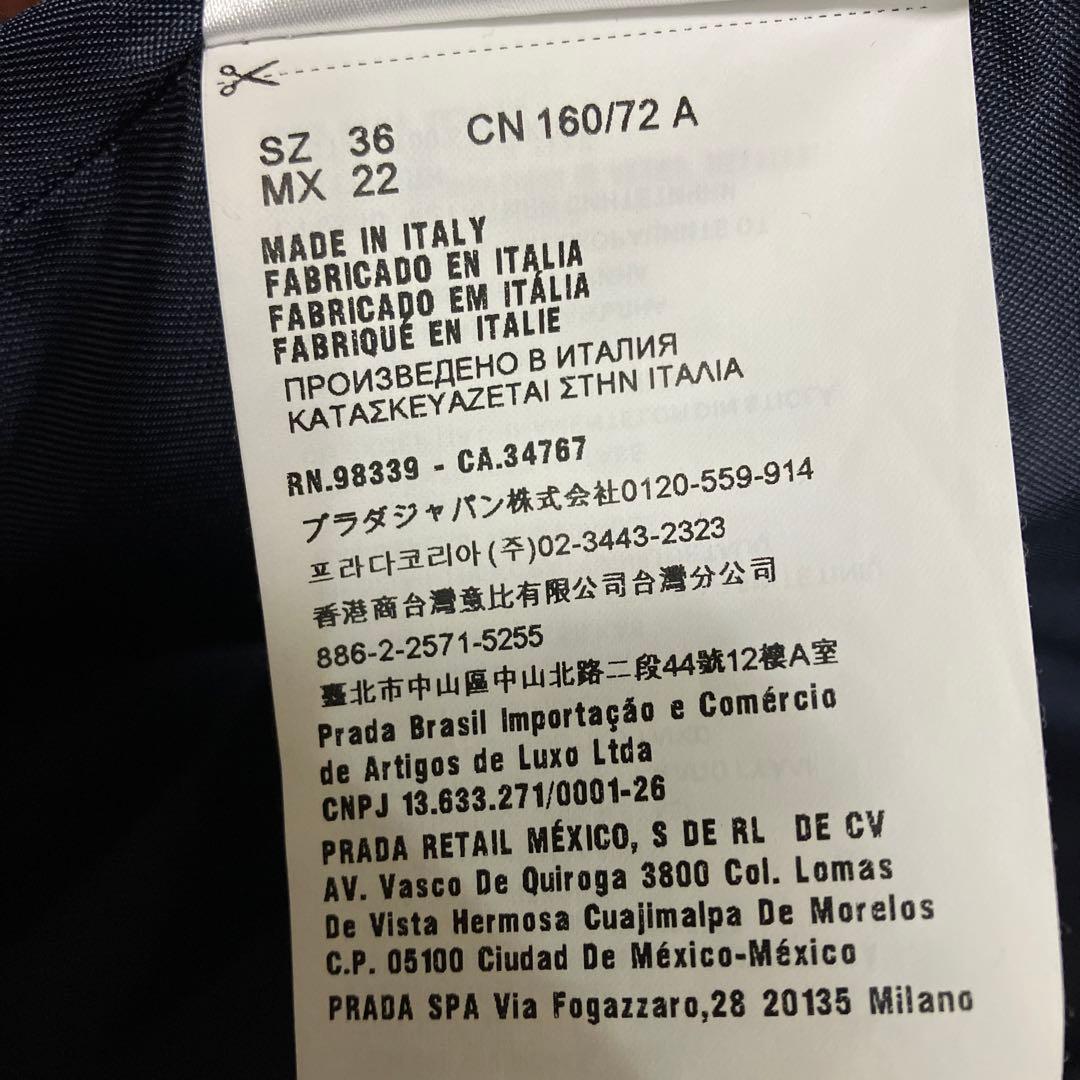 SZ 36 CN 160/72 A
MX 22
MADE IN ITALY
FABRICADO EN ITALIA
FABRICADO EM ITÁLIA
FABRIQUÉ EN ITALIE
ПРОИЗВЕДЕНО В ИТАЛИЯ
ΚΑΤΑΣΚΕΥΑΖΕΤΑΙ ΣΤΗΝ ΙΤΑΛΙΑ
RN.98339 - CA.34767
プラダジャパン株式会社0120-559-914
프라다코리아(주)02-3443-2323
香港商台灣意比有限公司台灣分公司
886-2-2571-5255
臺北市中山區中山北路二段44號12樓A室
Prada Brasil Importação e Comércio
de Artigos de Luxo Ltda
CNPJ 13.633.271/0001-26
PRADA RETAIL MÉXICO, S DE RL DE CV
AV. Vasco De Quiroga 3800 Col. Lomas
De Vista Hermosa Cuajimalpa De Morelos
C.P. 05100 Ciudad De México-México
PRADA SPA Via Fogazzaro,28 20135 Milano